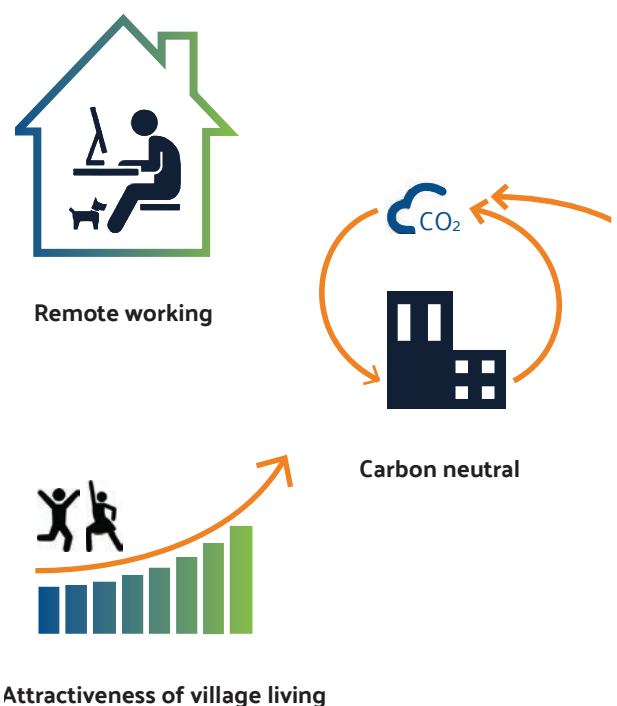 CO₂
Remote working
Carbon neutral
Attractiveness of village living